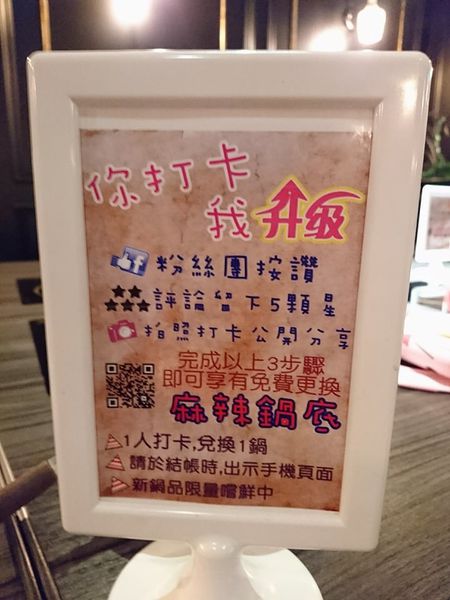 你打卡
我升级
粉絲團按讚
評論留下5顆星
拍照打卡公開分享
完成以上3步驟
即可享有免費更換
麻辣鍋底
1人打卡,兌換1鍋
請於結帳時,出示手機頁面
新鍋品限量嚐鮮中